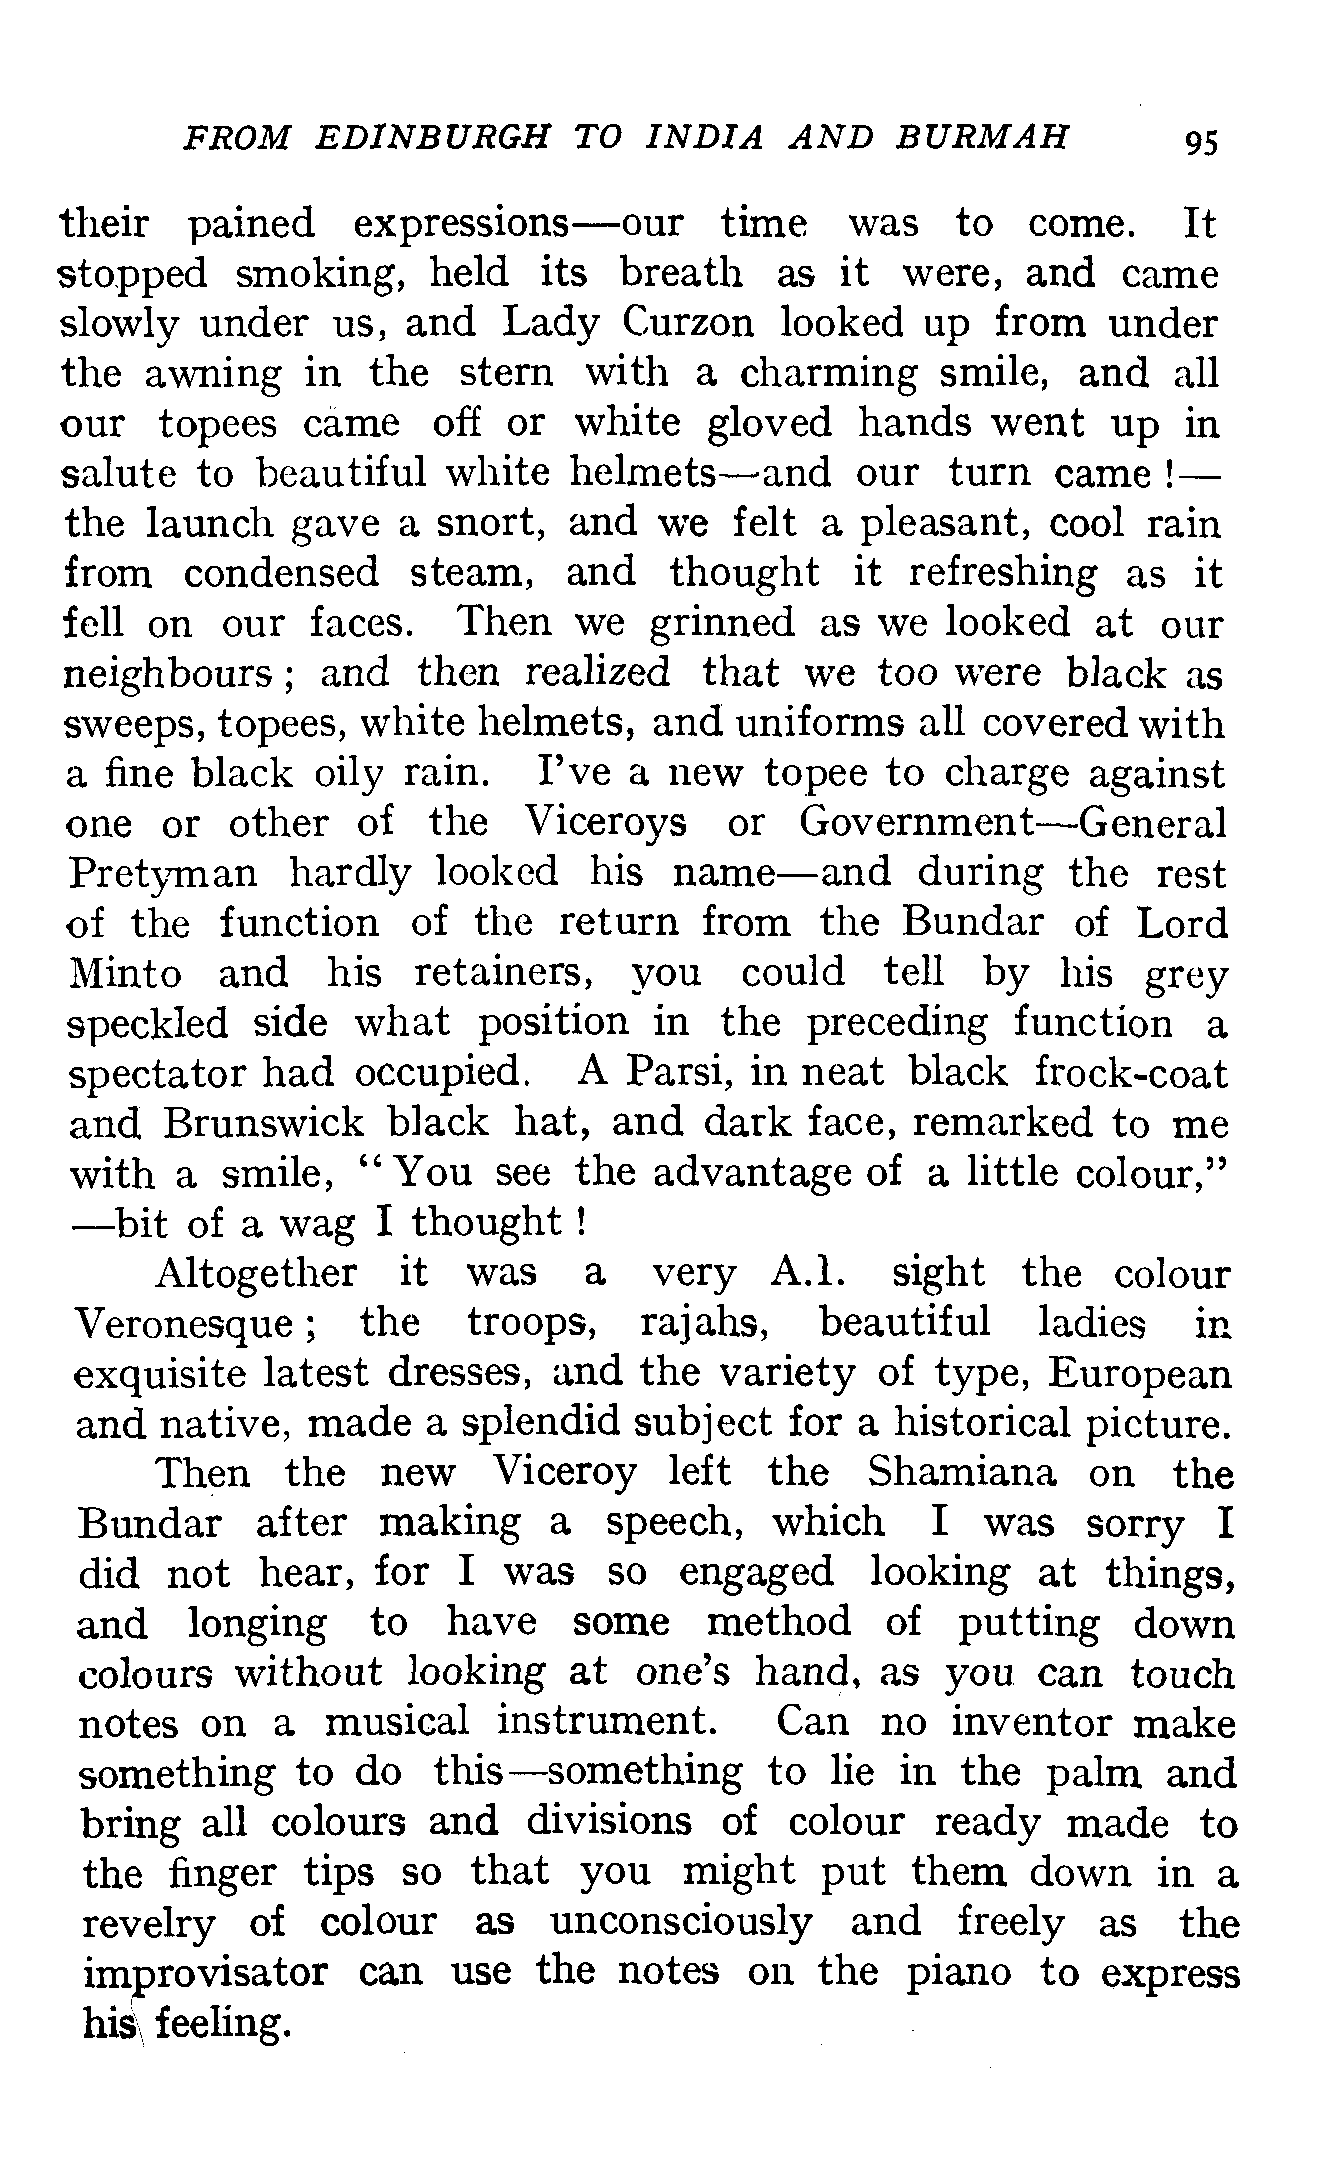 FROM EDINBURGH TO INDIA AND BURMAH 95
their pained expressions—our time was to come. It
stopped smoking, held its breath as it were, and came
slowly under us, and Lady Curzon looked up from under
the awning in the stern with a charming smile, and all
our topees came off or white gloved hands went up in
salute to beautiful white helmets—and our turn came !—
the launch gave a snort, and we felt a pleasant, cool rain
from condensed steam, and thought it refreshing as it
fell on our faces. Then we grinned as we looked at our
neighbours ; and then realized that we too were black as
sweeps, topees, white helmets, and uniforms all covered with
a fine black oily rain. I've a new topee to charge against
one or other of the Viceroys or Government—General
Pretyman hardly looked his name—and during the rest
of the function of the return from the Bundar of Lord
Minto and his retainers, you could tell by his grey
speckled side what position in the preceding function a
spectator had occupied. A Parsi, in neat black frock-coat
and Brunswick black hat, and dark face, remarked to me
with a smile, “ You see the advantage of a little colour,”
—bit of a wag I thought !
Altogether it was a very A.1. sight the colour
Veronesque ; the troops, rajahs, beautiful ladies in
exquisite latest dresses, and the variety of type, European
and native, made a splendid subject for a historical picture.
Then the new Viceroy left the Shamiana on the
Bundar after making a speech, which I was sorry I
did not hear, for I was so engaged looking at things,
and longing to have some method of putting down
colours without looking at one's hand, as you can touch
notes on a musical instrument. Can no inventor make
something to do this—something to lie in the palm and
bring all colours and divisions of colour ready made to
the finger tips so that you might put them down in a
revelry of colour as unconsciously and freely as the
improvisator can use the notes on the piano to express
his feeling.